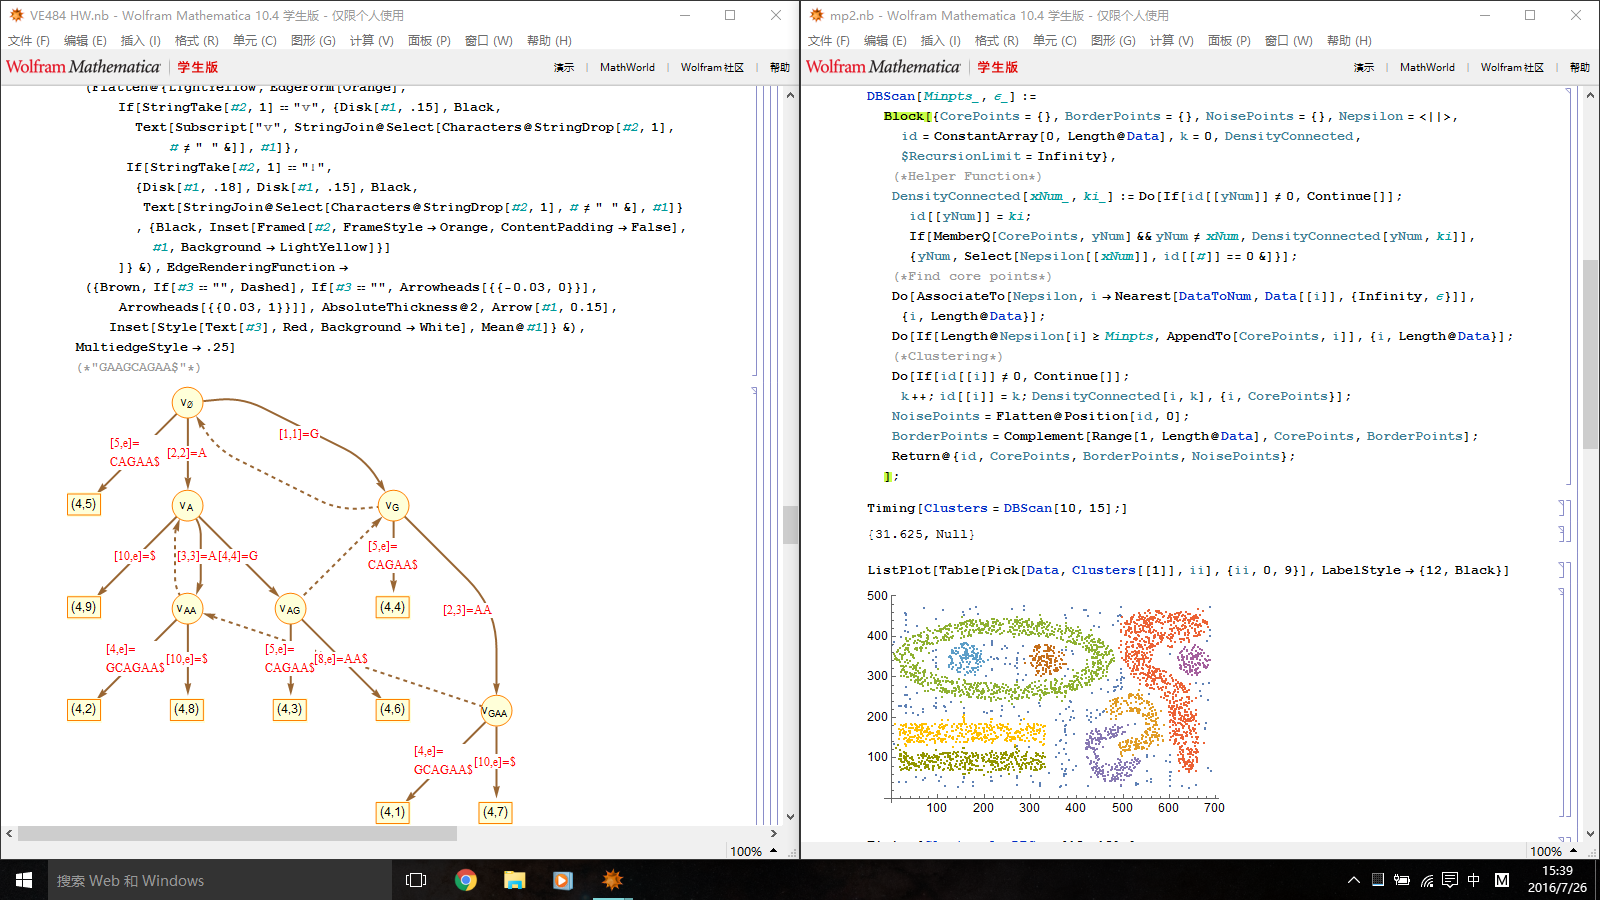 VE484 HW.nb - Wolfram Mathematica 10.4 学生版 - 仅限个人使用
文件 (F) 编辑 (E) 插入 (I) 格式 (R) 单元 (C) 图形 (G) 计算 (V) 面板 (P) 窗口 (W) 帮助 (H)
Wolfram Mathematica | 学生版 演示 | MathWorld | Wolfram 社区 | 帮助
(Flatten@{LightYellow, EdgeForm[Orange],
If[StringTake[#2, 1] == "v", {Disk[#1, .15], Black,
Text[Subscript["v", StringJoin@Select[Characters@StringDrop[#2, 1],
# ≠ " " &]], #1]},
If[StringTake[#2, 1] == "l",
{Disk[#1, .18], Disk[#1, .15], Black,
Text[StringJoin@Select[Characters@StringDrop[#2, 1], # ≠ " " &], #1]}
, {Black, Inset[Framed[#2, FrameStyle → Orange, ContentPadding → False],
#1, Background → LightYellow]}]
]} &), EdgeRenderingFunction →
({Brown, If[#3 == "", Dashed], If[#3 == "", Arrowheads[{{-0.03, 0}}],
Arrowheads[{{0.03, 1}}]], AbsoluteThickness@2, Arrow[#1, 0.15],
Inset[Style[Text[#3], Red, Background → White], Mean@#1]} &),
MultiedgeStyle → .25]
(*"GAAGCAGAA$"*)
vØ
[1,1]=G
[5,e]=
CAGAA$
[2,2]=A
(4,5)
vA
vG
[10,e]=$
[3,3]=A
[4,4]=G
[5,e]=
CAGAA$
(4,9)
vAA
vAG
(4,4)
[2,3]=AA
[4,e]=
GCAGAA$
[10,e]=$
[5,e]=
CAGAA$
[8,e]=AA$
(4,2)
(4,8)
(4,3)
(4,6)
vGAA
[4,e]=
GCAGAA$
[10,e]=$
(4,1)
(4,7)
100%
mp2.nb - Wolfram Mathematica 10.4 学生版 - 仅限个人使用
文件 (F) 编辑 (E) 插入 (I) 格式 (R) 单元 (C) 图形 (G) 计算 (V) 面板 (P) 窗口 (W) 帮助 (H)
Wolfram Mathematica | 学生版 演示 | MathWorld | Wolfram 社区 | 帮助
DBScan[Minpts_, ϵ_] :=
Block[{CorePoints = {}, BorderPoints = {}, NoisePoints = {}, Nepsilon = <||>,
id = ConstantArray[0, Length@Data], k = 0, DensityConnected,
$RecursionLimit = Infinity},
(*Helper Function*)
DensityConnected[xNum_, ki_] := Do[If[id[[yNum]] ≠ 0, Continue[]];
id[[yNum]] = ki;
If[MemberQ[CorePoints, yNum] && yNum ≠ xNum, DensityConnected[yNum, ki]],
{yNum, Select[Nepsilon[[xNum]], id[[#]] == 0 &]}];
(*Find core points*)
Do[AssociateTo[Nepsilon, i → Nearest[DataToNum, Data[[i]], {Infinity, ϵ}]],
{i, Length@Data}];
Do[If[Length@Nepsilon[i] ≥ Minpts, AppendTo[CorePoints, i]], {i, Length@Data}];
(*Clustering*)
Do[If[id[[i]] ≠ 0, Continue[]];
k++; id[[i]] = k; DensityConnected[i, k], {i, CorePoints}];
NoisePoints = Flatten@Position[id, 0];
BorderPoints = Complement[Range[1, Length@Data], CorePoints, BorderPoints];
Return@{id, CorePoints, BorderPoints, NoisePoints};
];
Timing[Clusters = DBScan[10, 15];]
{31.625, Null}
ListPlot[Table[Pick[Data, Clusters[[1]], ii], {ii, 0, 9}], LabelStyle → {12, Black}]
500
400
300
200
100
100 200 300 400 500 600 700
100%
搜索 Web 和 Windows
中 M
15:39
2016/7/26